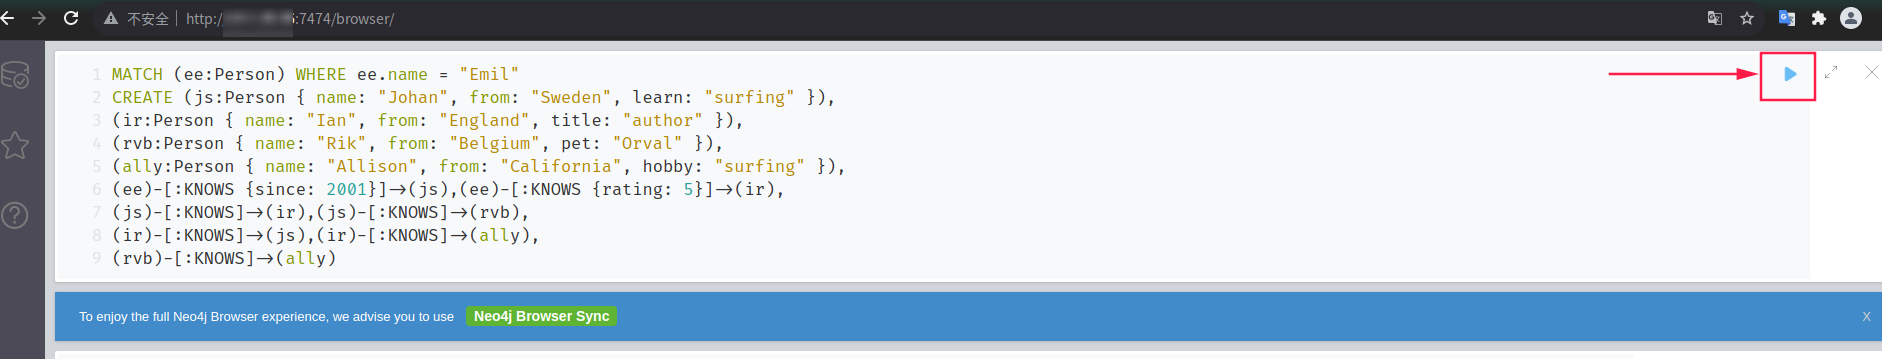 不安全 http:/ :7474/browser/
1 MATCH (ee:Person) WHERE ee.name = "Emil"
2 CREATE (js:Person { name: "Johan", from: "Sweden", learn: "surfing" }),
3 (ir:Person { name: "Ian", from: "England", title: "author" }),
4 (rvb:Person { name: "Rik", from: "Belgium", pet: "Orval" }),
5 (ally:Person { name: "Allison", from: "California", hobby: "surfing" }),
6 (ee)-[:KNOWS {since: 2001}]->(js),(ee)-[:KNOWS {rating: 5}]->(ir),
7 (js)-[:KNOWS]->(ir),(js)-[:KNOWS]->(rvb),
8 (ir)-[:KNOWS]->(js),(ir)-[:KNOWS]->(ally),
9 (rvb)-[:KNOWS]->(ally)
To enjoy the full Neo4j Browser experience, we advise you to use Neo4j Browser Sync X